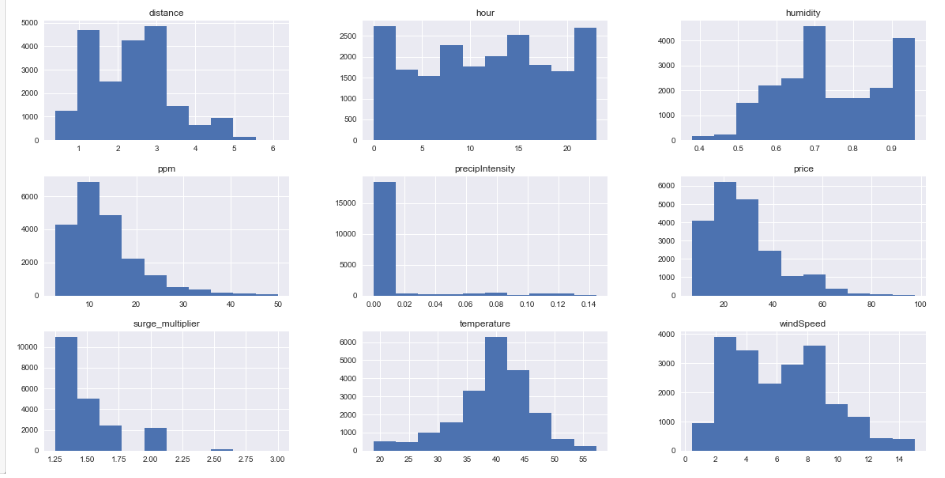 distance
5000
4000
3000
2000
1000
0
1 2 3 4 5 6
hour
2500
2000
1500
1000
500
0
0 5 10 15 20
humidity
4000
3000
2000
1000
0
0.4 0.5 0.6 0.7 0.8 0.9
ppm
6000
4000
2000
0
10 20 30 40 50
precipIntensity
15000
10000
5000
0
0.00 0.02 0.04 0.06 0.08 0.10 0.12 0.14
price
6000
5000
4000
3000
2000
1000
0
20 40 60 80 100
surge_multiplier
10000
8000
6000
4000
2000
0
1.25 1.50 1.75 2.00 2.25 2.50 2.75 3.00
temperature
6000
5000
4000
3000
2000
1000
0
20 25 30 35 40 45 50 55
windSpeed
4000
3000
2000
1000
0
0 2 4 6 8 10 12 14